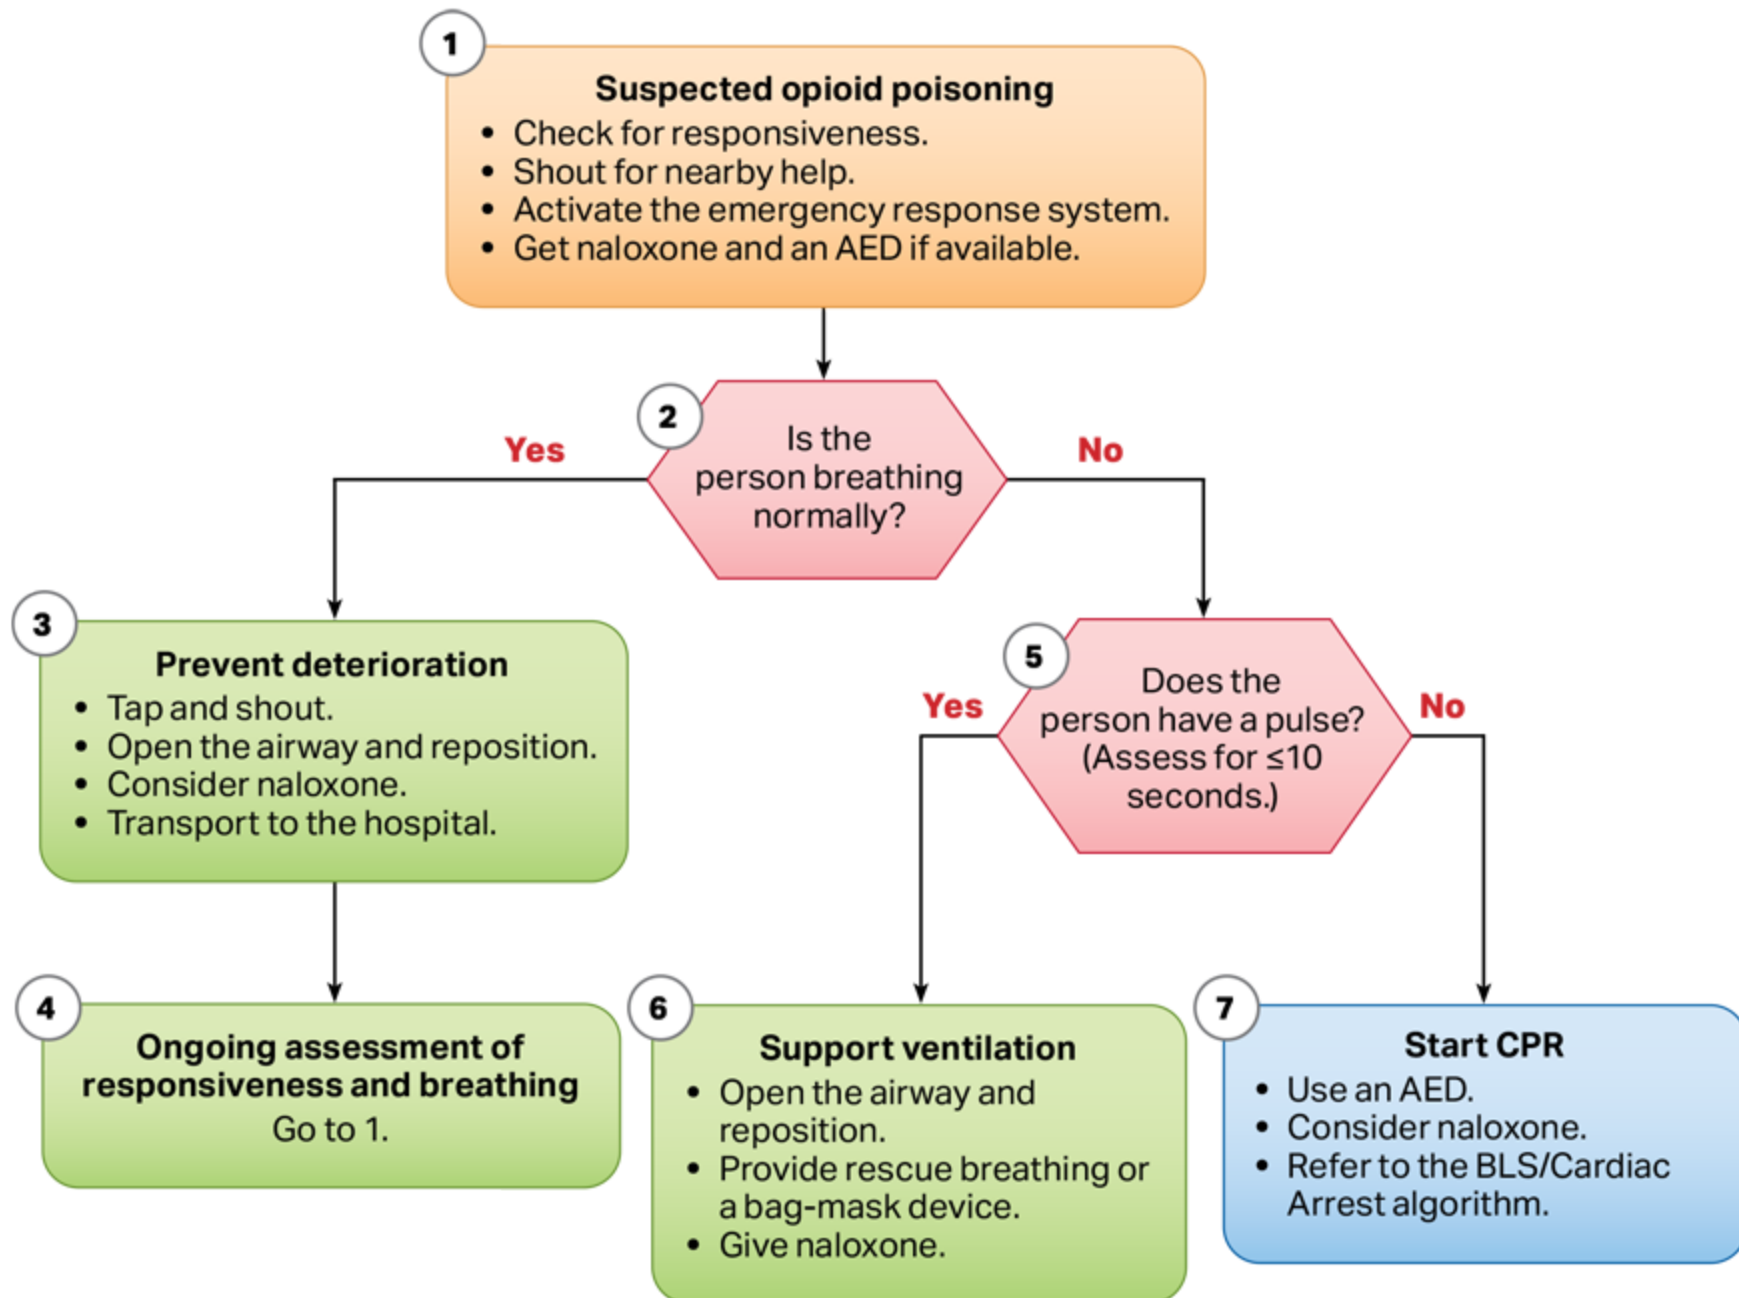 1
Suspected opioid poisoning
• Check for responsiveness.
• Shout for nearby help.
• Activate the emergency response system.
• Get naloxone and an AED if available.
2
Is the
person breathing
normally?
Yes
No
3
Prevent deterioration
• Tap and shout.
• Open the airway and reposition.
• Consider naloxone.
• Transport to the hospital.
4
Ongoing assessment of
responsiveness and breathing
Go to 1.
5
Does the
person have a pulse?
(Assess for ≤10
seconds.)
Yes
No
6
Support ventilation
• Open the airway and
reposition.
• Provide rescue breathing or
a bag-mask device.
• Give naloxone.
7
Start CPR
• Use an AED.
• Consider naloxone.
• Refer to the BLS/Cardiac
Arrest algorithm.